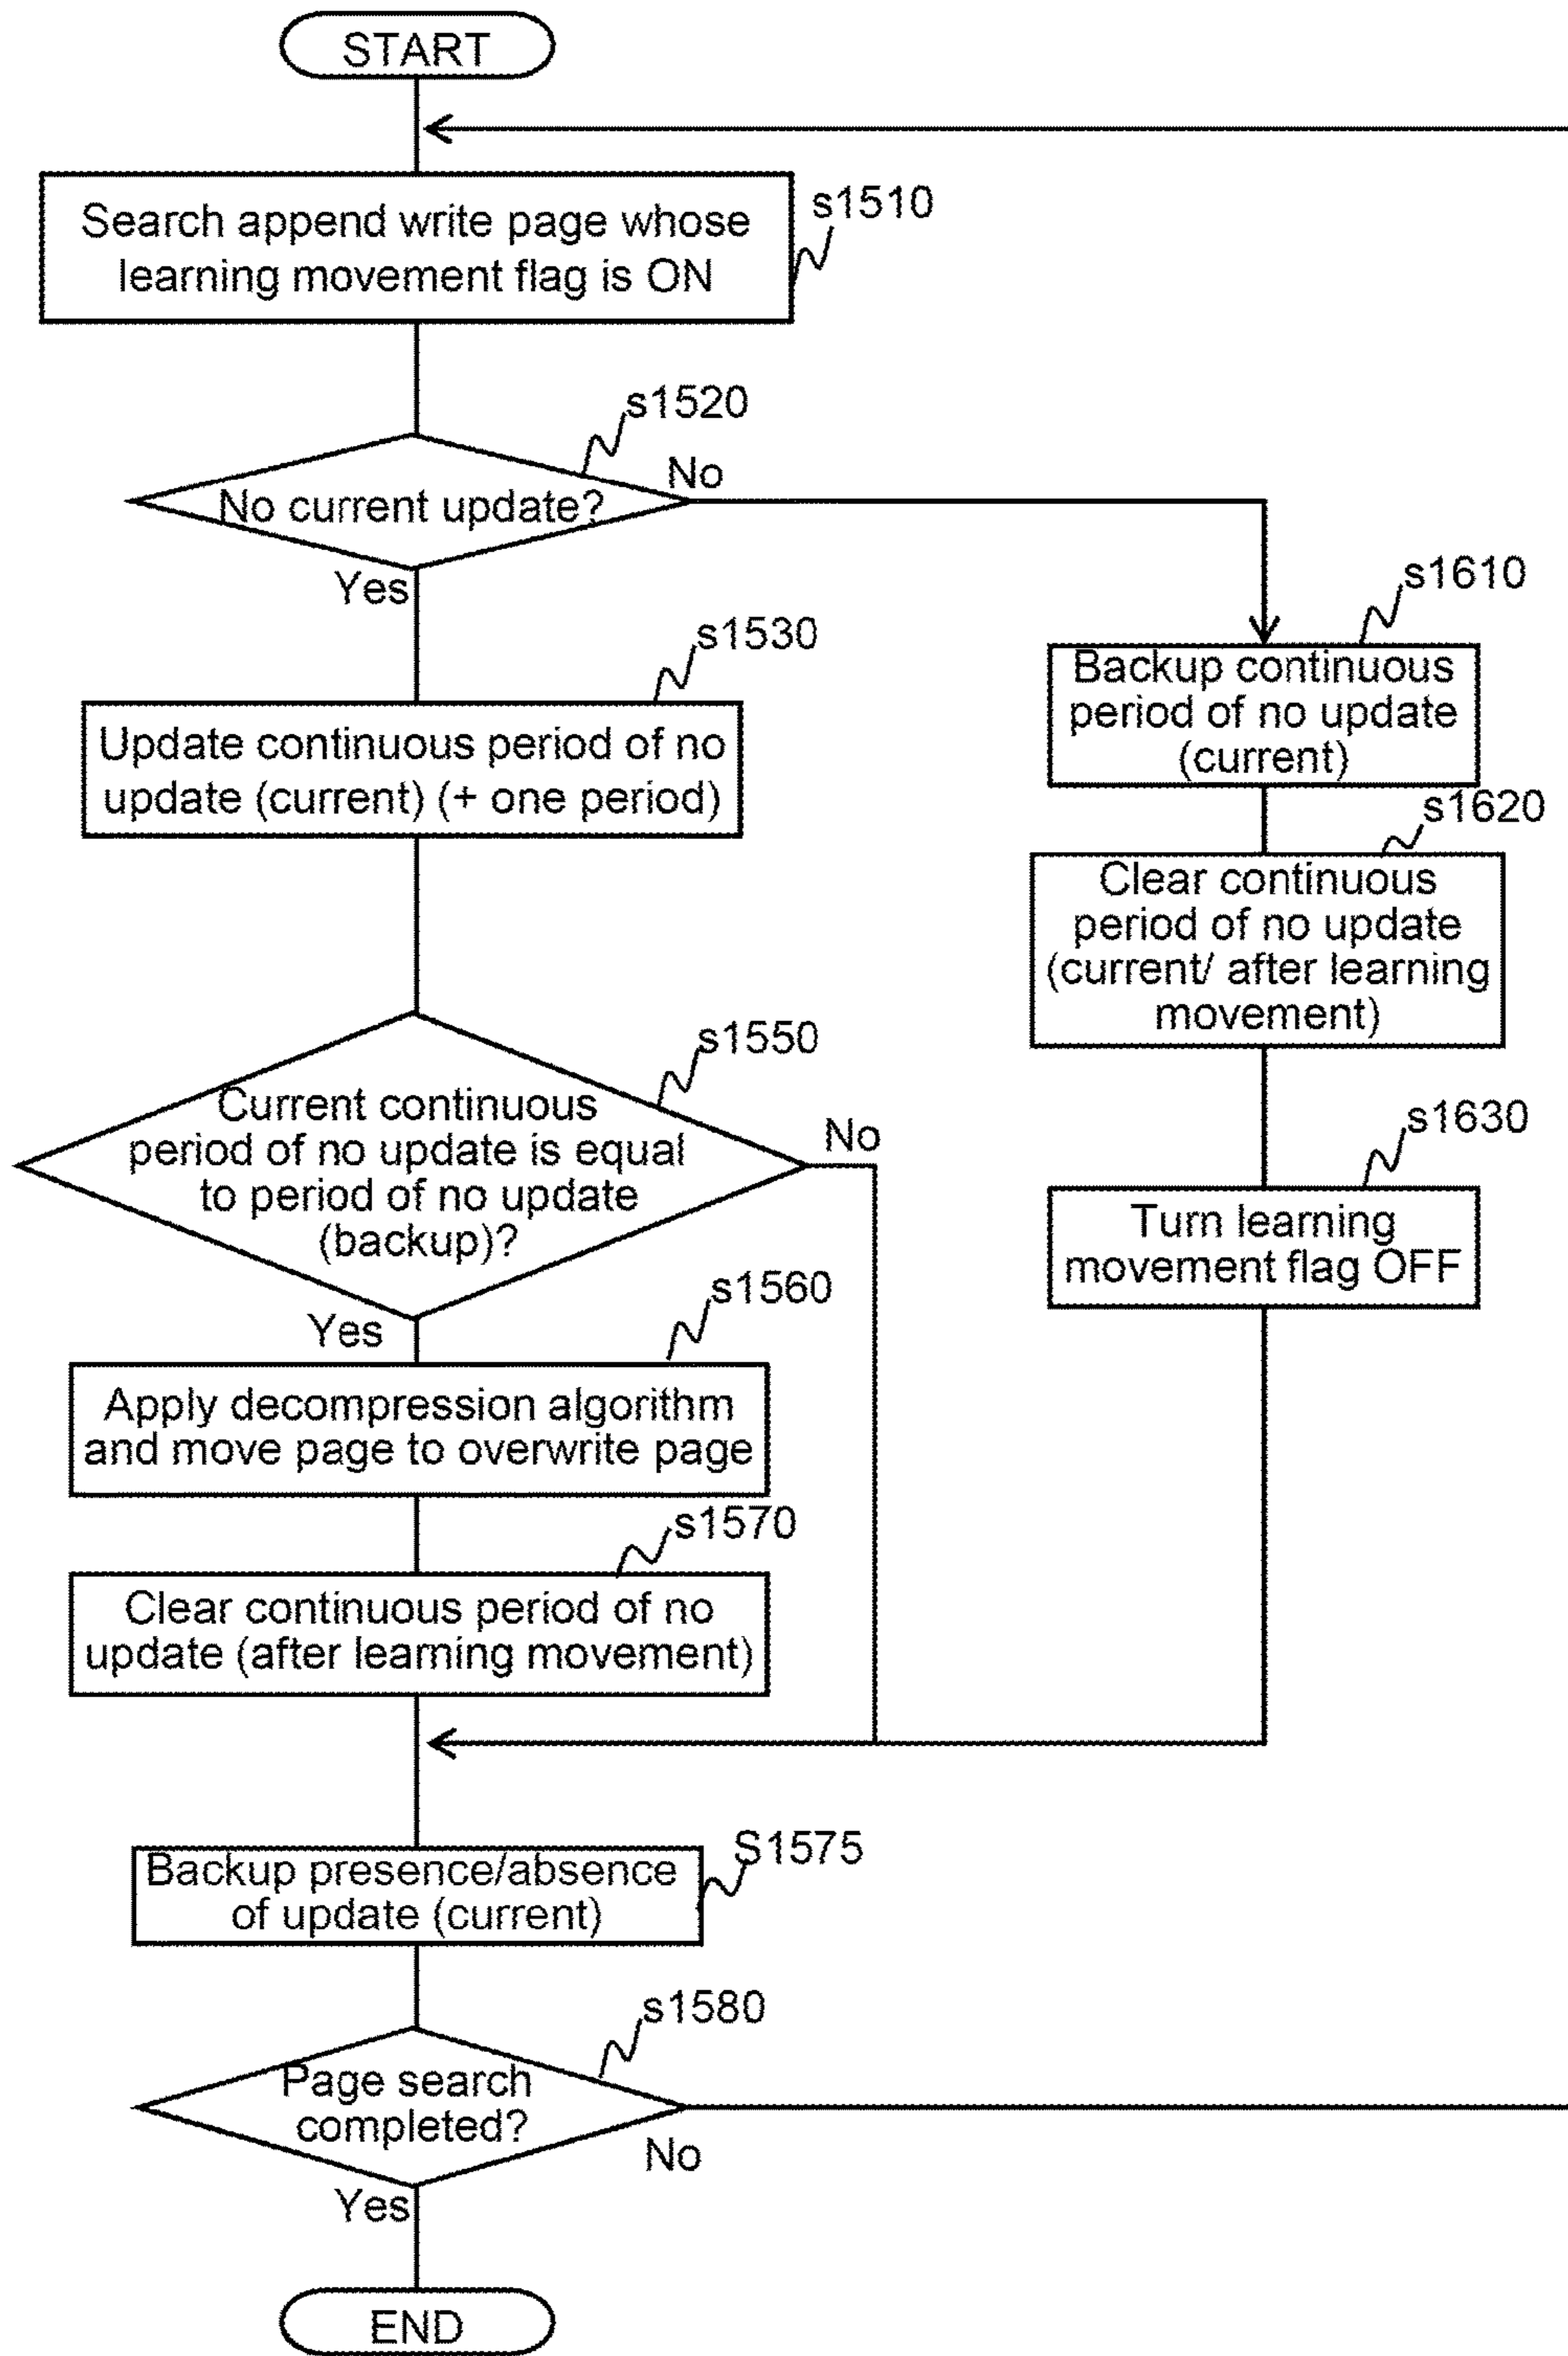 START
Search append write page whose
learning movement flag is ON
s1510
s1520
No current update?
No
Yes
s1530
Update continuous period of no
update (current) (+ one period)
s1610
Backup continuous
period of no update
(current)
s1620
Clear continuous
period of no update
(current/ after learning
movement)
s1550
Current continuous
period of no update is equal
to period of no update
(backup)?
No
Yes
s1630
Turn learning
movement flag OFF
s1560
Apply decompression algorithm
and move page to overwrite page
s1570
Clear continuous period of no
update (after learning movement)
S1575
Backup presence/absence
of update (current)
s1580
Page search
completed?
No
Yes
END